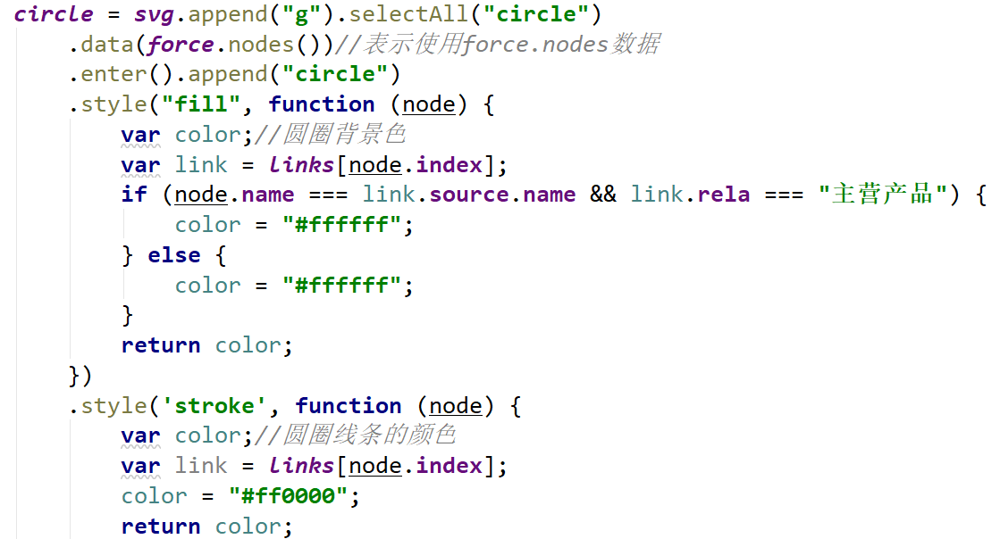 circle = svg.append("g").selectAll("circle")
.data(force.nodes())//表示使用force.nodes数据
.enter().append("circle")
.style("fill", function (node) {
var color;//圆圈背景色
var link = links[node.index];
if (node.name === link.source.name && link.rela === "主营产品") {
color = "#ffffff";
} else {
color = "#ffffff";
}
return color;
})
.style('stroke', function (node) {
var color;//圆圈线条的颜色
var link = links[node.index];
color = "#ff0000";
return color;